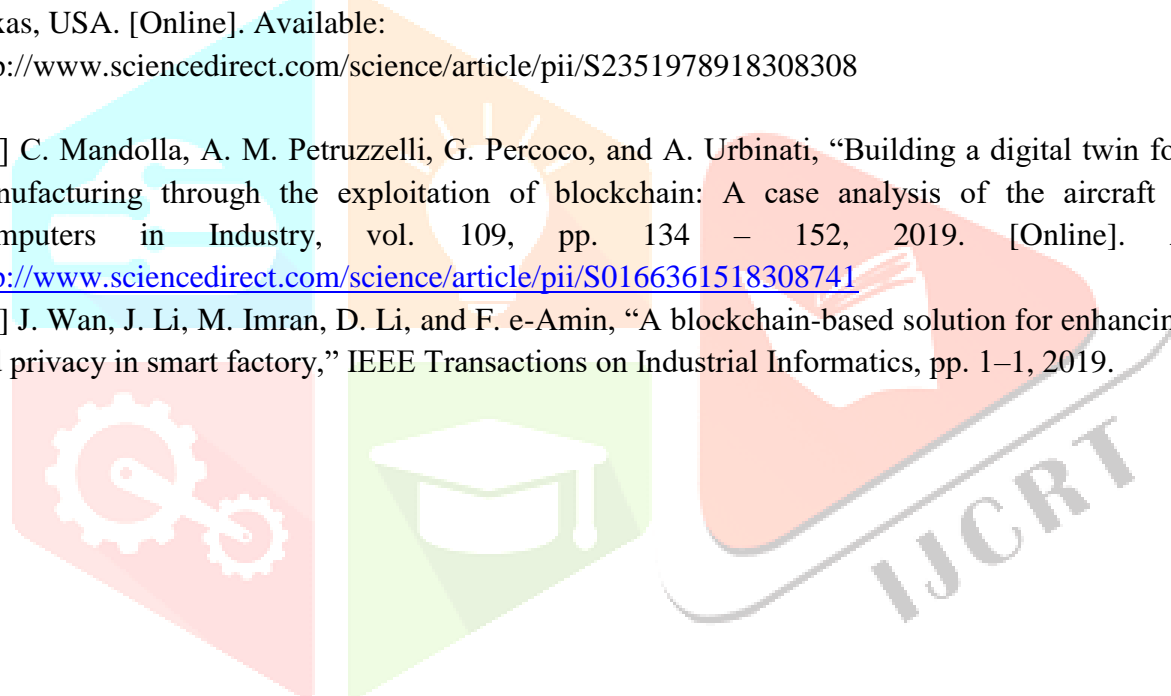 xas, USA. [Online]. Available:
p://www.sciencedirect.com/science/article/pii/S2351978918308308
] C. Mandolla, A. M. Petruzzelli, G. Percoco, and A. Urbinati, “Building a digital twin fo
nufacturing through the exploitation of blockchain: A case analysis of the aircraft
mputers in Industry, vol. 109, pp. 134 – 152, 2019. [Online].
p://www.sciencedirect.com/science/article/pii/S0166361518308741
] J. Wan, J. Li, M. Imran, D. Li, and F. e-Amin, “A blockchain-based solution for enhancin
l privacy in smart factory,” IEEE Transactions on Industrial Informatics, pp. 1–1, 2019.
IJCRT